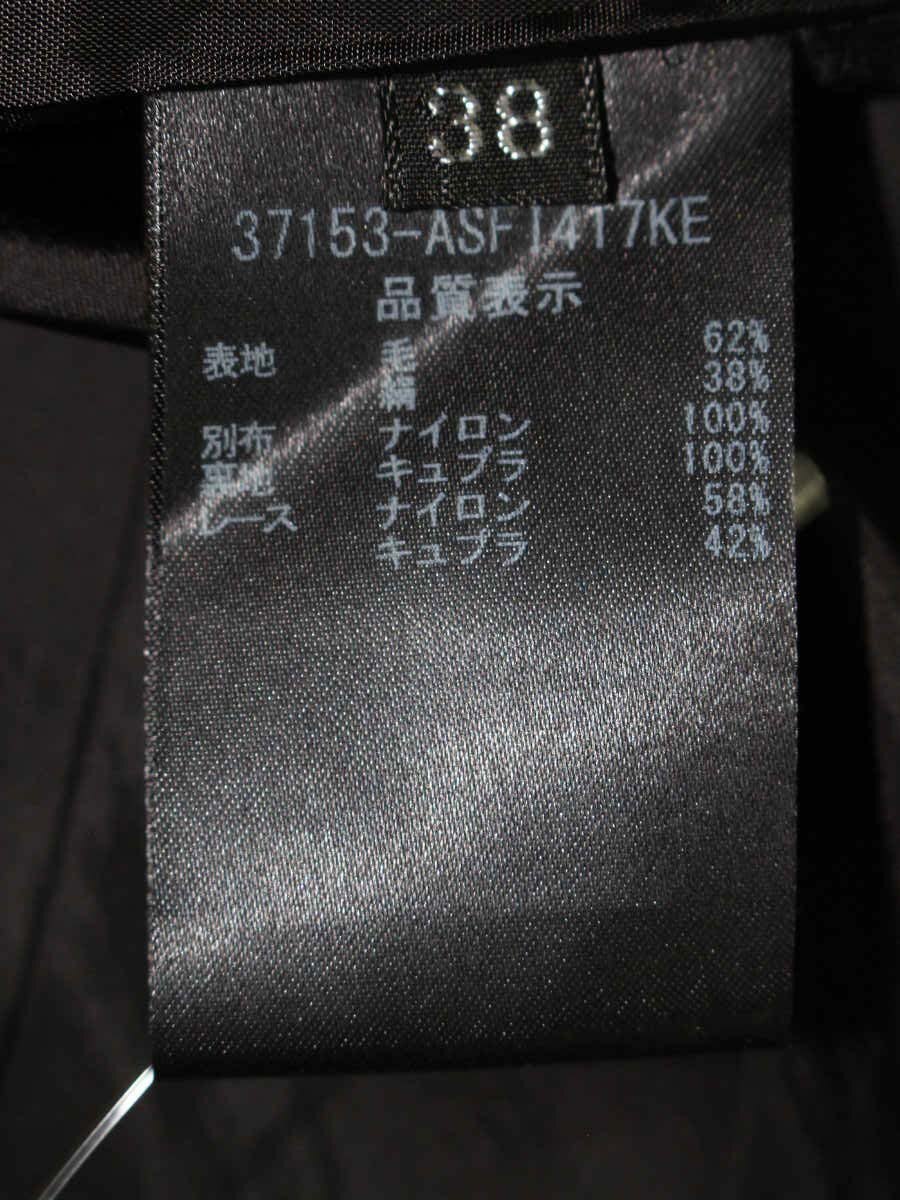 38
37153-ASF1417KE
品質表示
表地 毛 62%
絹 38%
別布 ナイロン 100%
裏地 キュプラ 100%
レース ナイロン 58%
キュプラ 42%